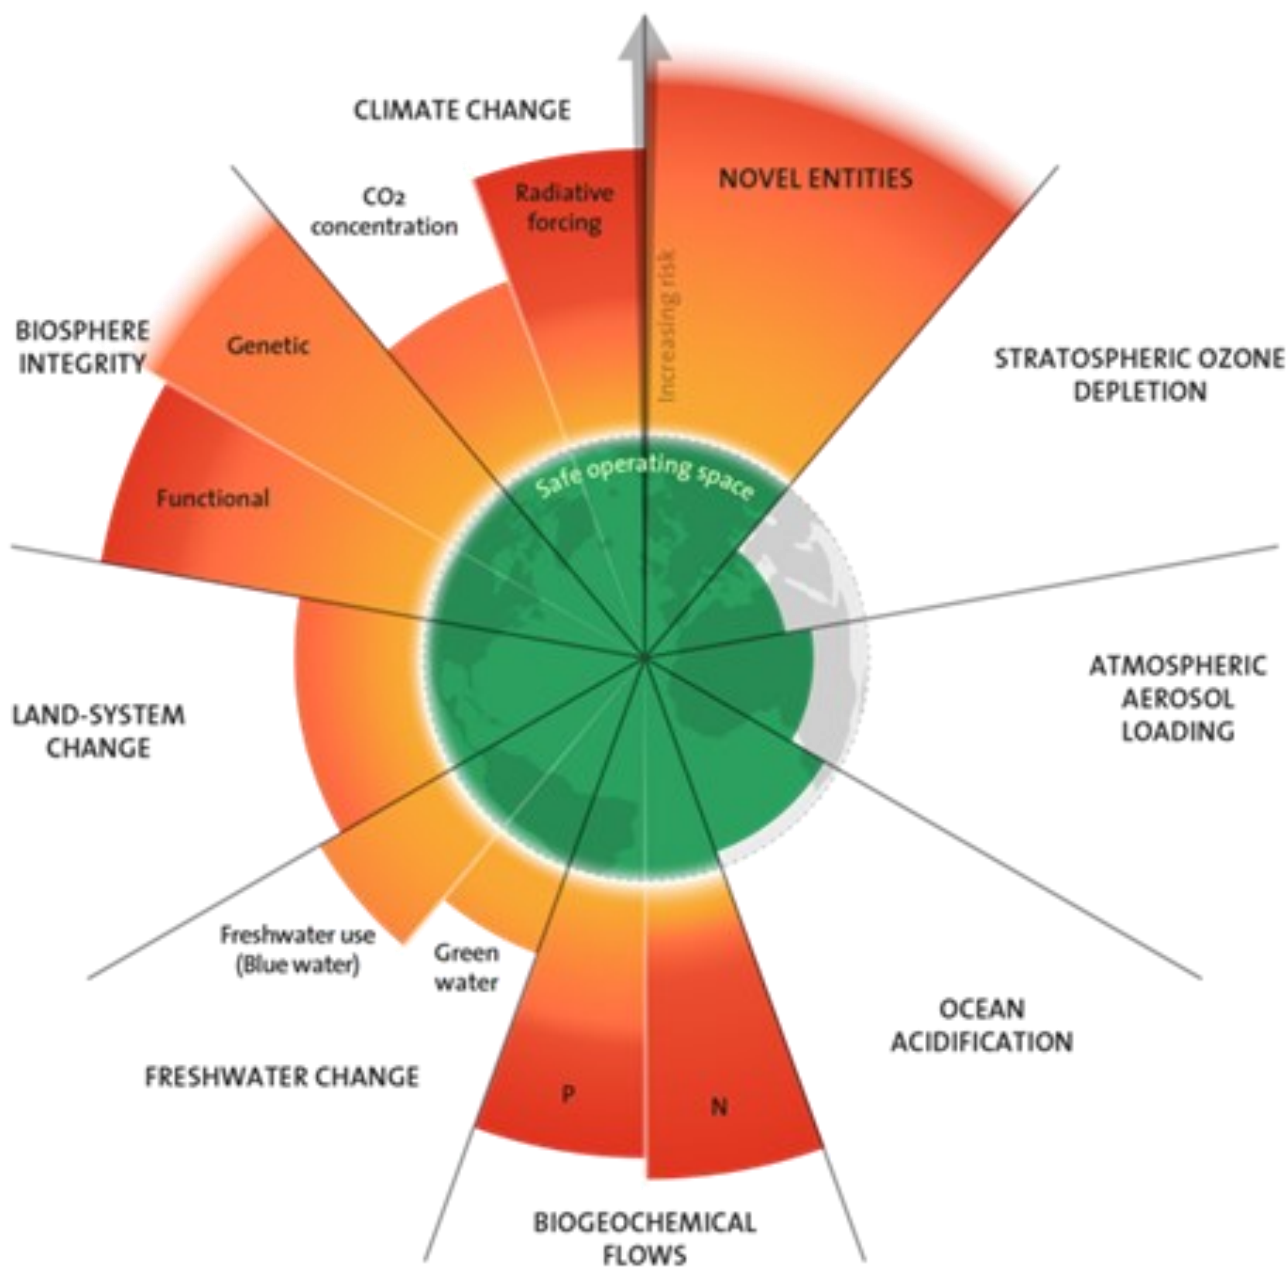 CLIMATE CHANGE
CO2
concentration
Radiative
forcing
NOVEL ENTITIES
Increasing risk
BIOSPHERE
INTEGRITY
Genetic
Functional
STRATOSPHERIC OZONE
DEPLETION
Safe operating space
ATMOSPHERIC
AEROSOL
LOADING
LAND-SYSTEM
CHANGE
Freshwater use
(Blue water)
Green
water
FRESHWATER CHANGE
OCEAN
ACIDIFICATION
P
N
BIOGEOCHEMICAL
FLOWS